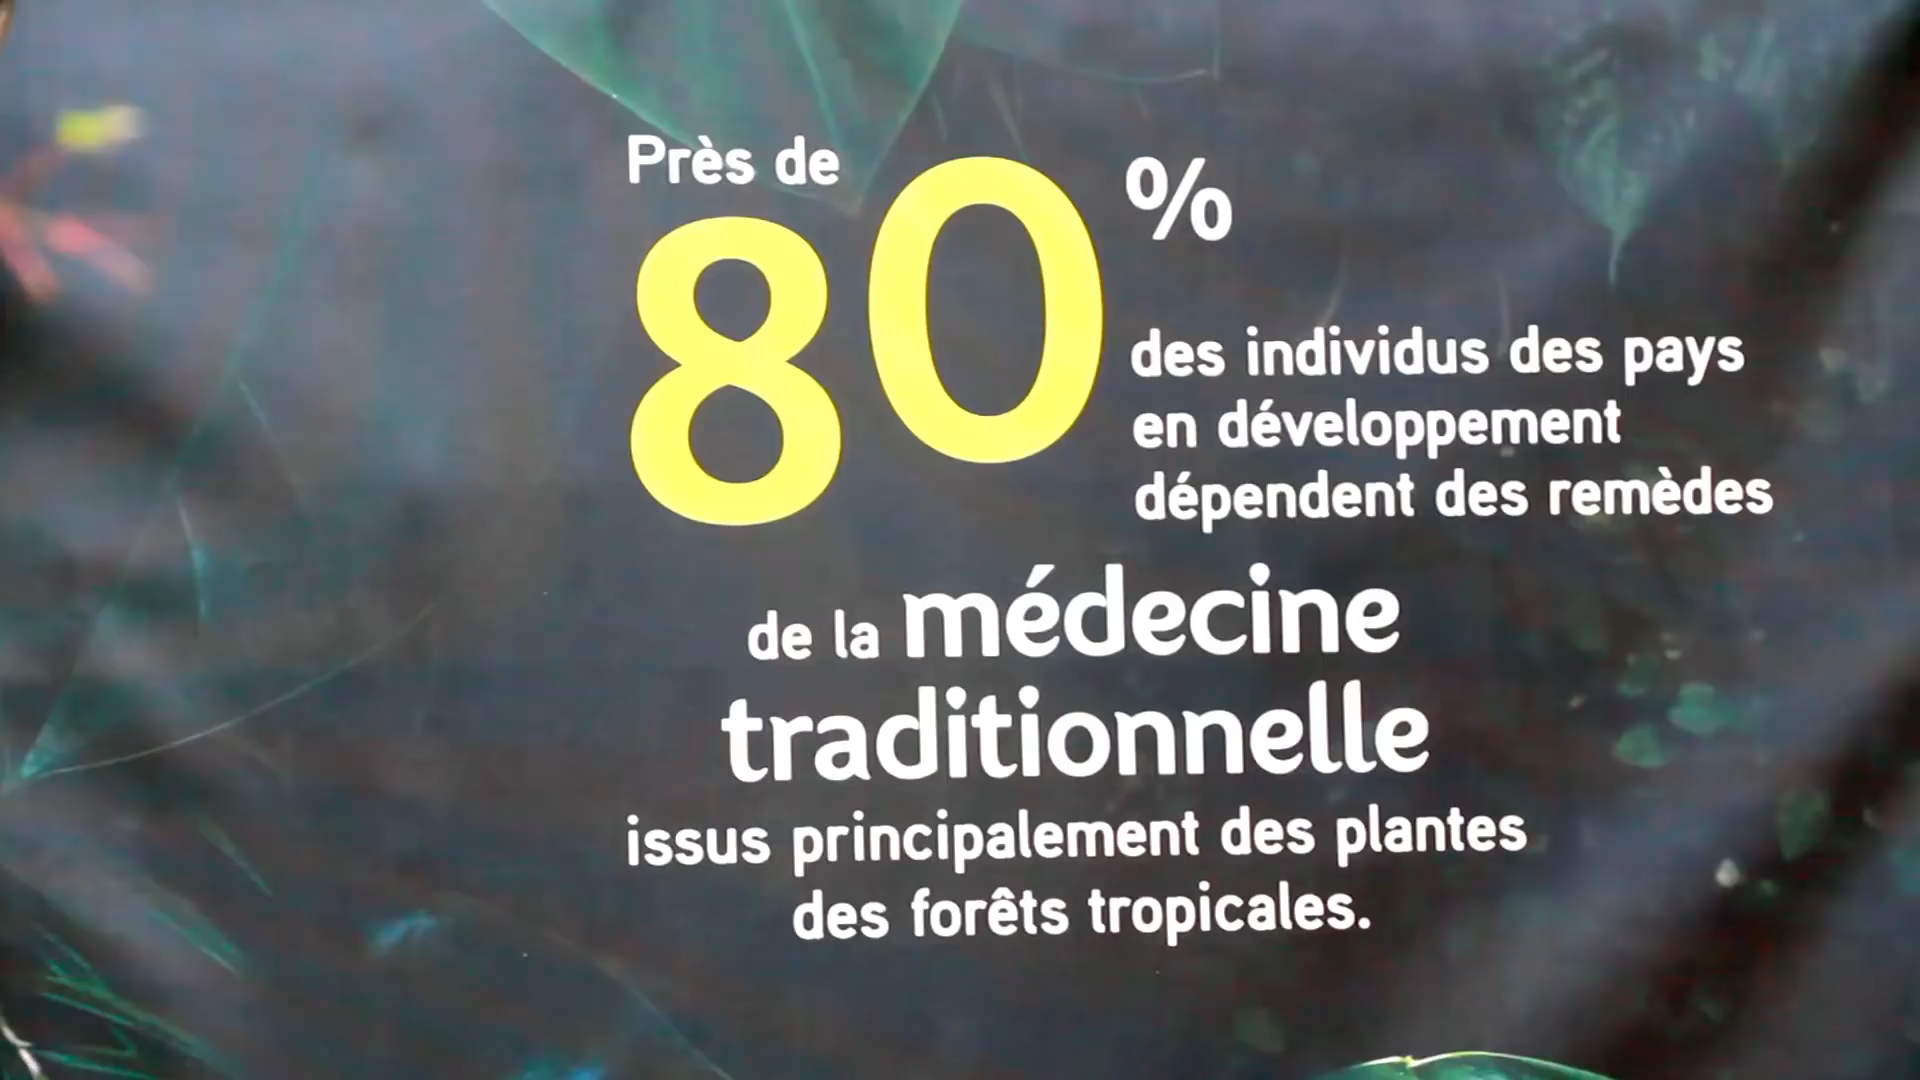 Près de
80 %
des individus des pays
en développement
dépendent des remèdes
de la médecine
traditionnelle
issus principalement des plantes
des forêts tropicales.